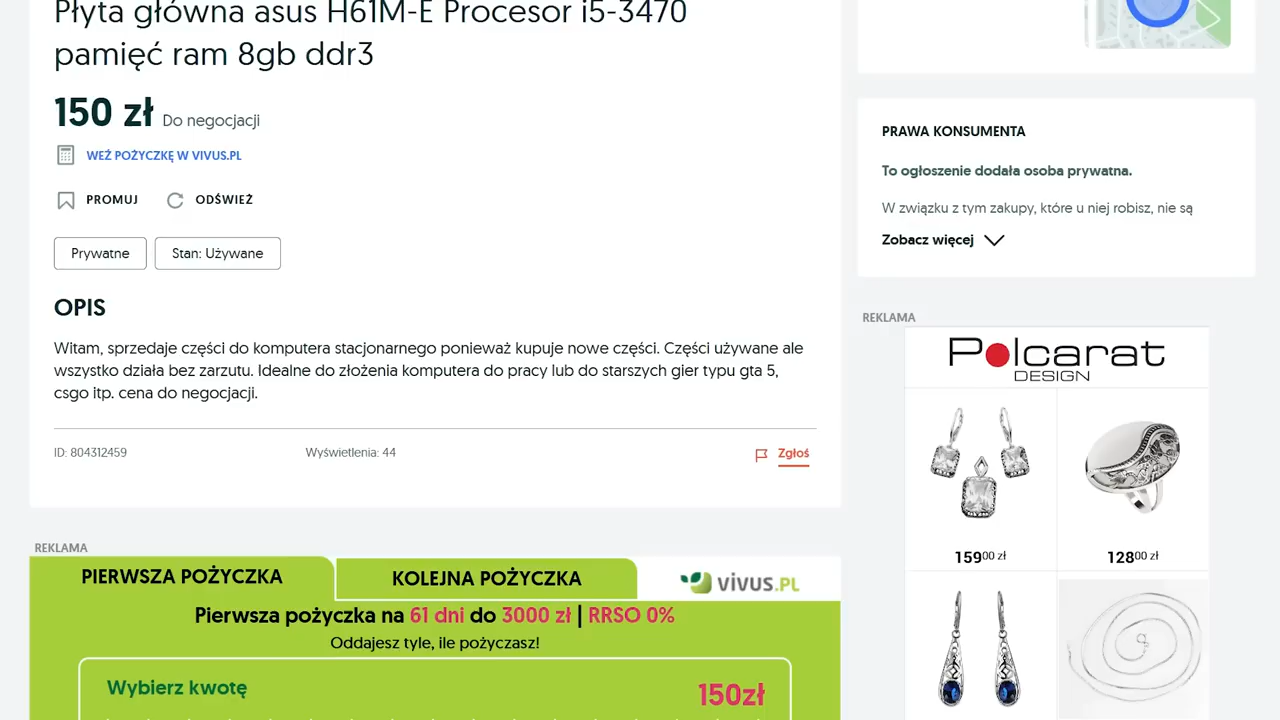 Płyta główna asus H61M-E Procesor i5-3470
pamięć ram 8gb ddr3
150 zł Do negocjacji
WEŹ POŻYCZKĘ W VIVUS.PL
PROMUJ ODŚWIEŻ
Prywatne Stan: Używane
OPIS
Witam, sprzedaje części do komputera stacjonarnego ponieważ kupuje nowe części. Części używane ale
wszystko działa bez zarzutu. Idealne do złożenia komputera do pracy lub do starszych gier typu gta 5,
csgo itp. cena do negocjacji.
ID: 804312459 Wyświetlenia: 44 Zgłoś
REKLAMA
PIERWSZA POŻYCZKA KOLEJNA POŻYCZKA vivus.PL
Pierwsza pożyczka na 61 dni do 3000 zł | RRSO 0%
Oddajesz tyle, ile pożyczasz!
Wybierz kwotę 150zł
PRAWA KONSUMENTA
To ogłoszenie dodała osoba prywatna.
W związku z tym zakupy, które u niej robisz, nie są
Zobacz więcej
REKLAMA
Polcarat
DESIGN
15900 zł 12800 zł